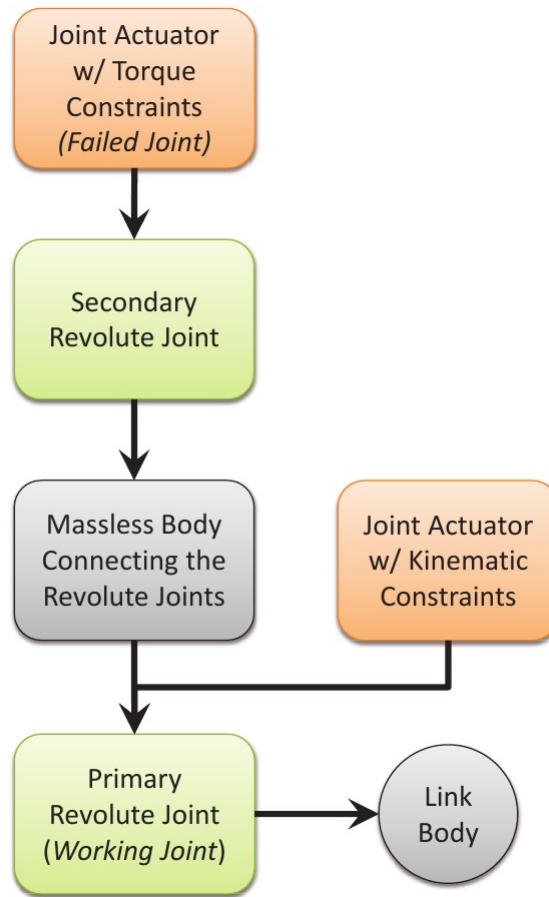 Joint Actuator
w/ Torque
Constraints
(Failed Joint)
Secondary
Revolute Joint
Massless Body
Connecting the
Revolute Joints
Joint Actuator
w/ Kinematic
Constraints
Primary
Revolute Joint
(Working Joint)
Link
Body